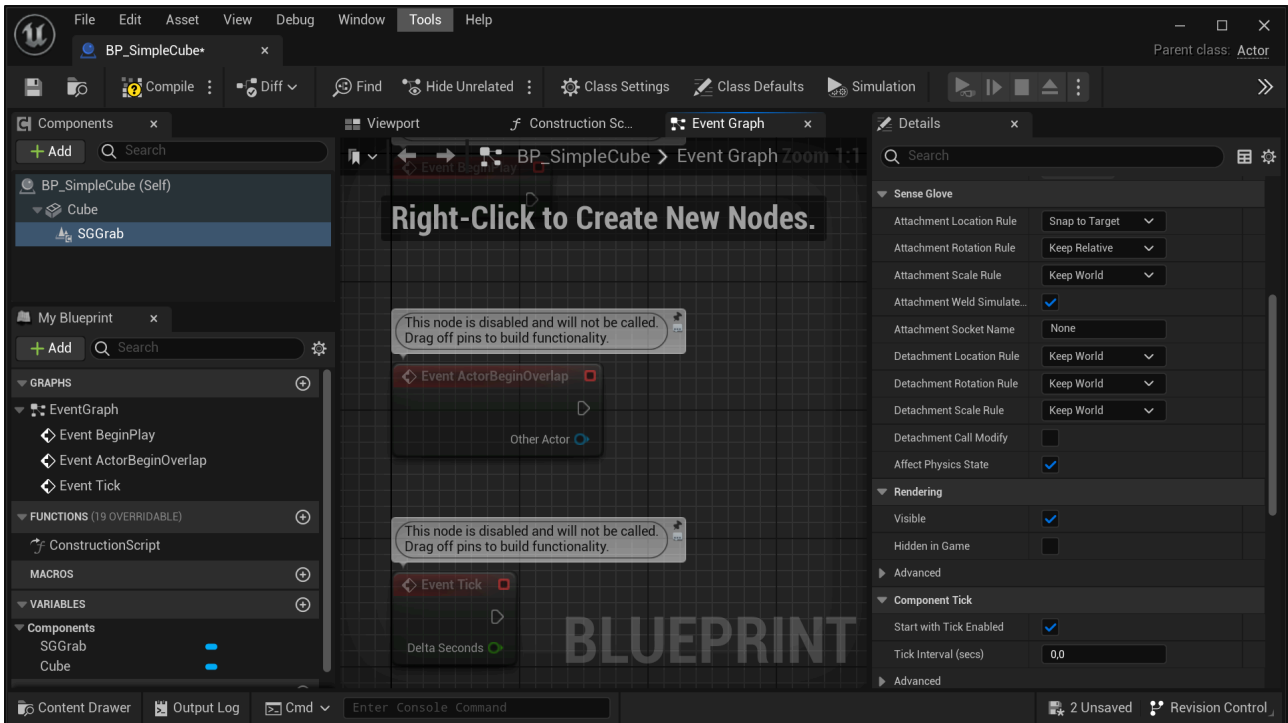 File Edit Asset View Debug Window Tools Help
BP_SimpleCube*
Parent class: Actor
Compile Diff Find Hide Unrelated Class Settings Class Defaults Simulation
Components
Add Search
BP_SimpleCube (Self)
Cube
SGGrab
My Blueprint
Add Search
GRAPHS
EventGraph
Event BeginPlay
Event ActorBeginOverlap
Event Tick
FUNCTIONS (19 OVERRIDABLE)
ConstructionScript
MACROS
VARIABLES
Components
SGGrab
Cube
Viewport Construction Sc... Event Graph
BP_SimpleCube > Event Graph Zoom 1:1
Event BeginPlay
Right-Click to Create New Nodes.
This node is disabled and will not be called.
Drag off pins to build functionality.
Event ActorBeginOverlap
Other Actor
This node is disabled and will not be called.
Drag off pins to build functionality.
Event Tick
Delta Seconds
BLUEPRINT
Details
Search
Sense Glove
Attachment Location Rule Snap to Target
Attachment Rotation Rule Keep Relative
Attachment Scale Rule Keep World
Attachment Weld Simulate...
Attachment Socket Name None
Detachment Location Rule Keep World
Detachment Rotation Rule Keep World
Detachment Scale Rule Keep World
Detachment Call Modify
Affect Physics State
Rendering
Visible
Hidden in Game
Advanced
Component Tick
Start with Tick Enabled
Tick Interval (secs) 0,0
Advanced
Content Drawer Output Log Cmd Enter Console Command 2 Unsaved Revision Control